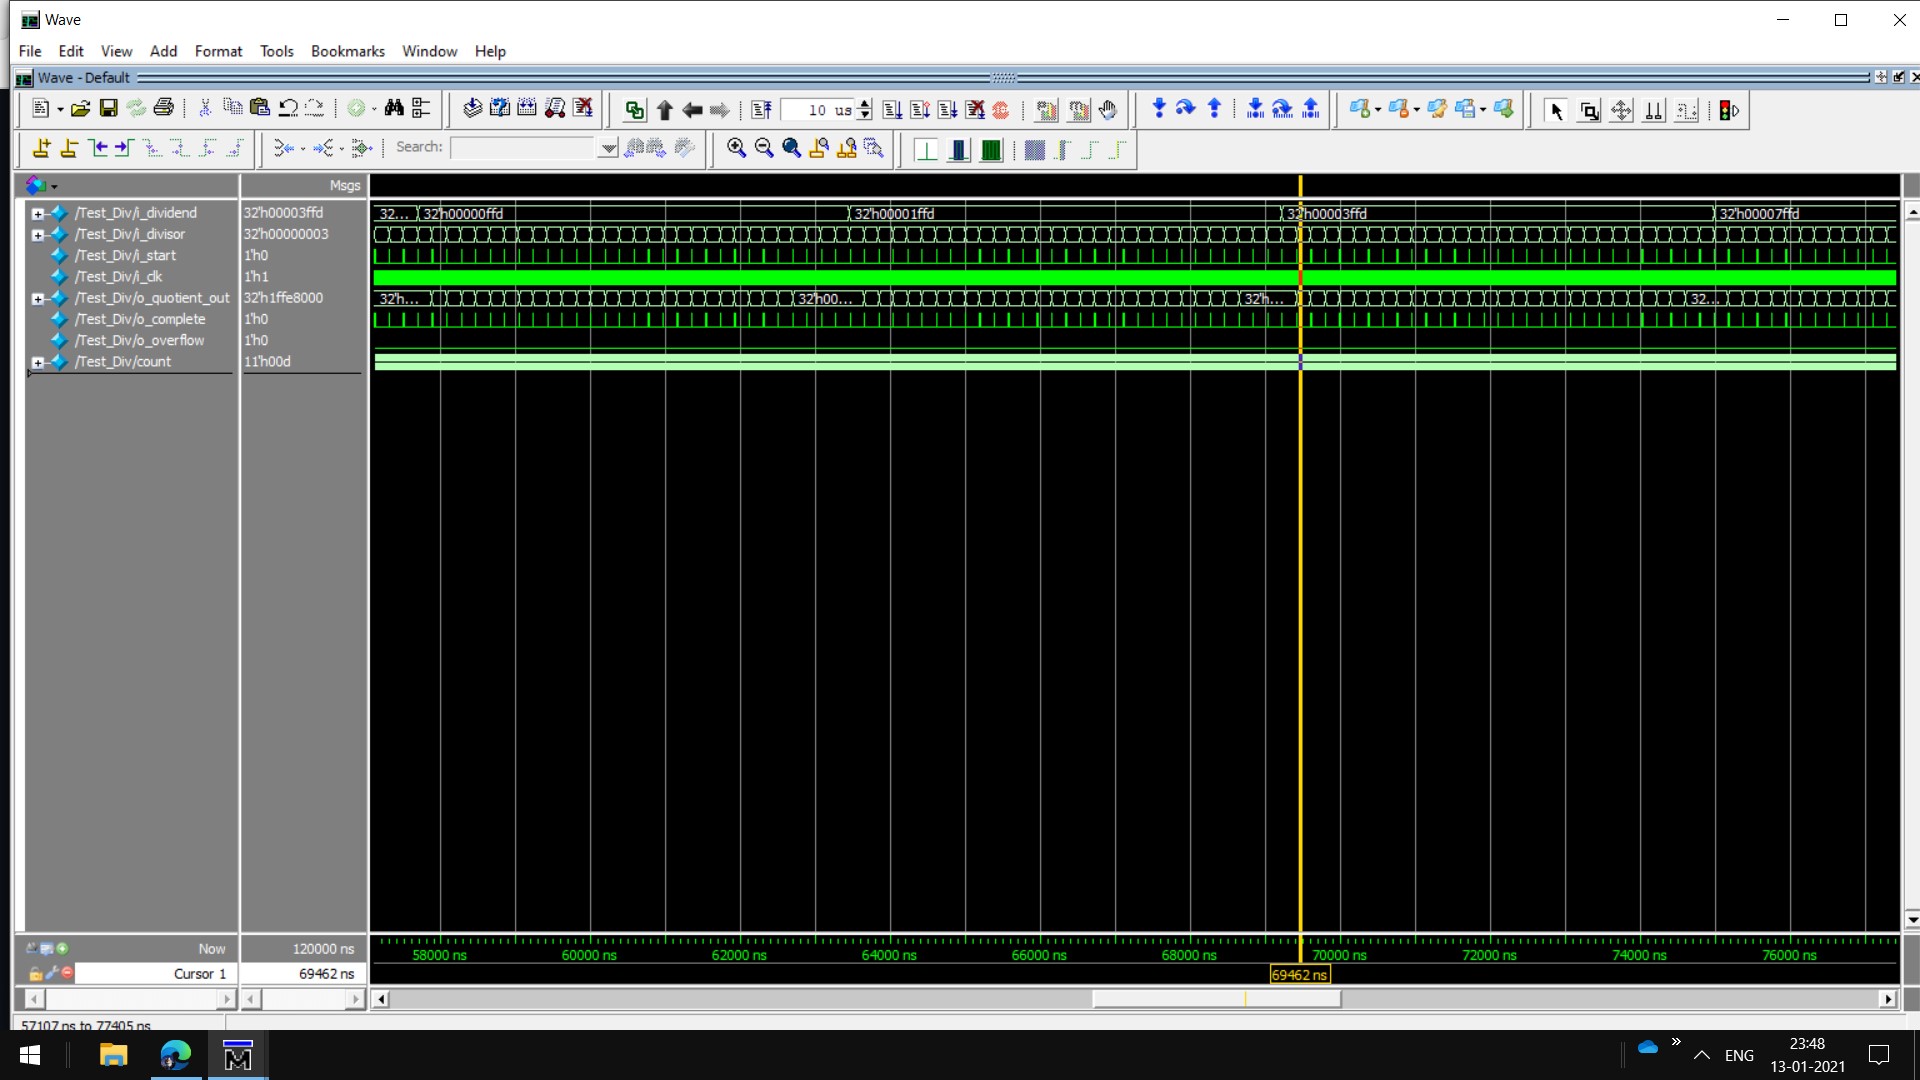 Wave
File Edit View Add Format Tools Bookmarks Window Help
Wave - Default
10 us
Search:
Msgs
/Test_Div/i_dividend 32'h00003ffd 32... 32'h00000ffd 32'h00001ffd 32'h00003ffd 32'h00007ffd
/Test_Div/i_divisor 32'h00000003
/Test_Div/i_start 1'h0
/Test_Div/i_clk 1'h1
/Test_Div/o_quotient_out 32'h1ffe8000 32'h... 32'h00... 32'h... 32...
/Test_Div/o_complete 1'h0
/Test_Div/o_overflow 1'h0
/Test_Div/count 11'h00d
Now 120000 ns 58000 ns 60000 ns 62000 ns 64000 ns 66000 ns 68000 ns 70000 ns 72000 ns 74000 ns 76000 ns
Cursor 1 69462 ns 69462 ns
57107 ns to 77405 ns
ENG
23:48
13-01-2021